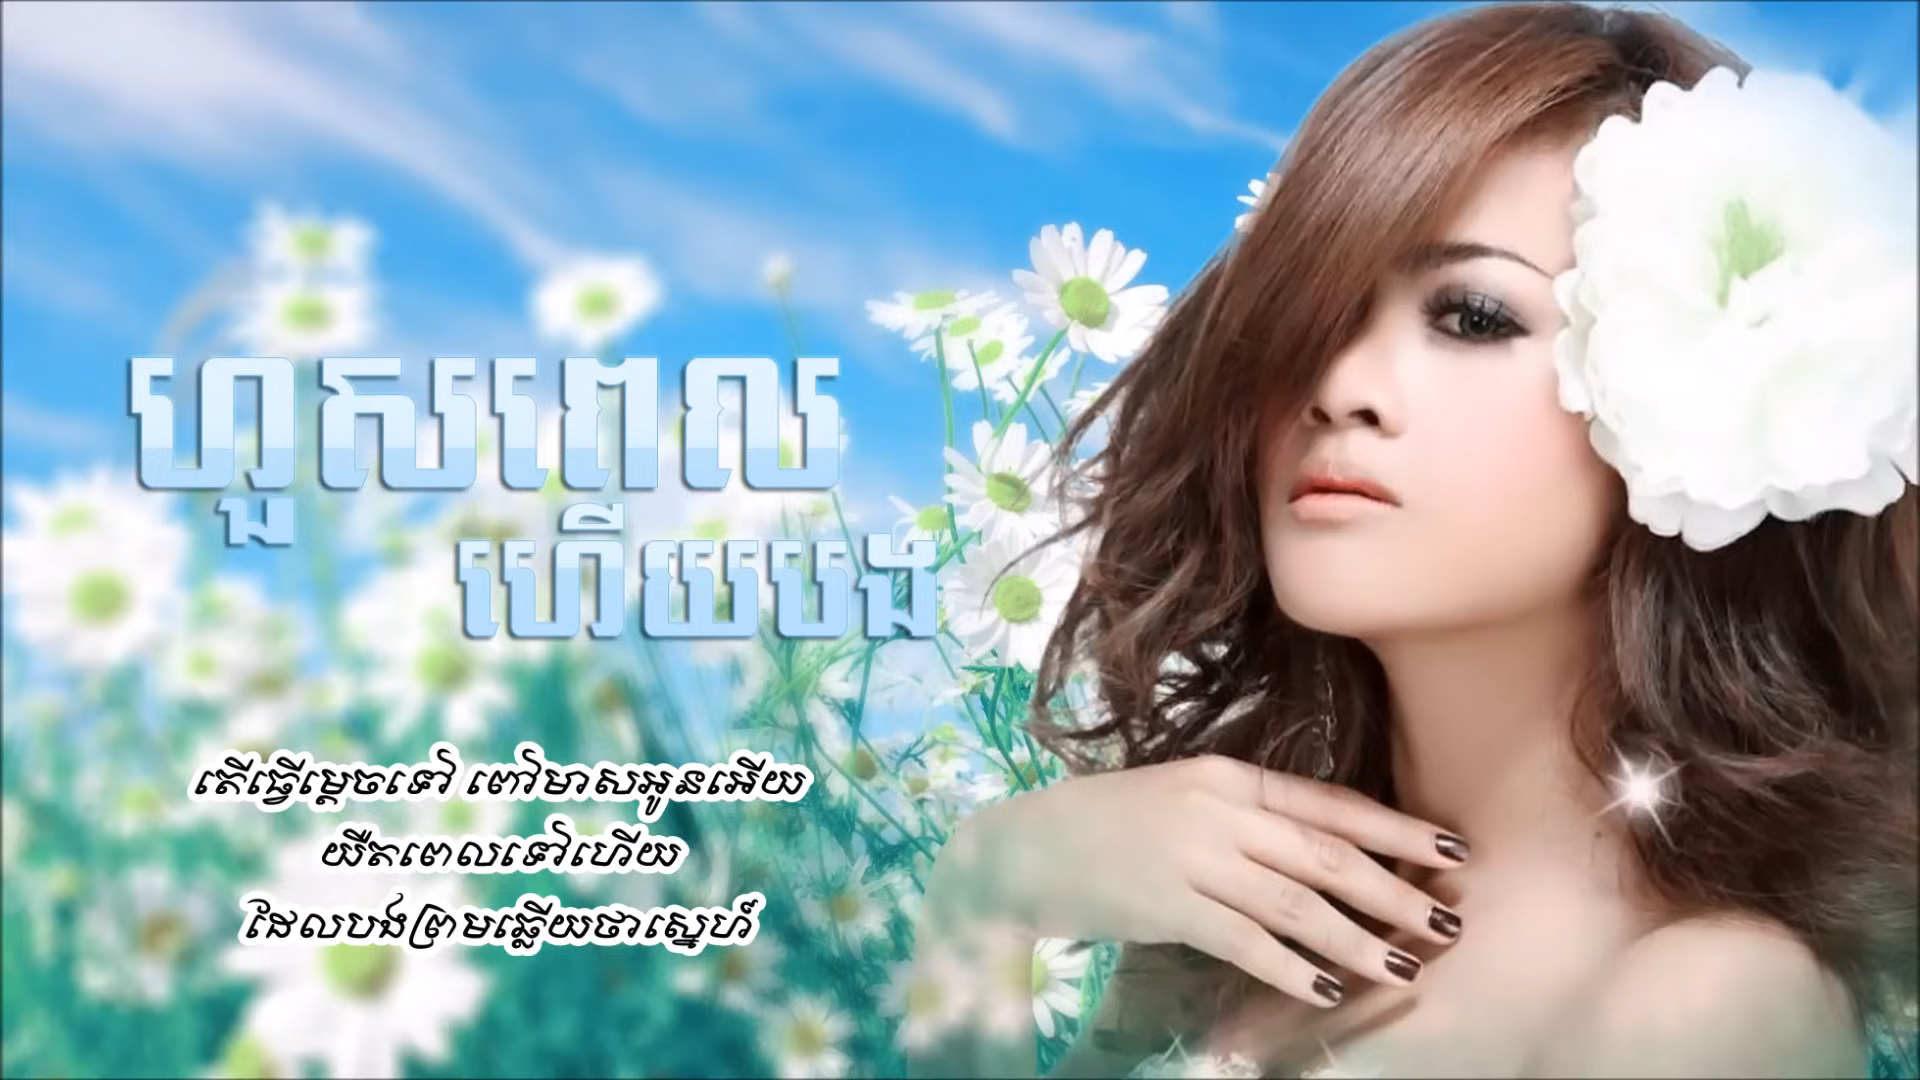 ហួសពេល
ហើយបង
តើធ្វើម្ដេចទៅ ពៅមាសអូនអើយ
យឺតពេលទៅហើយ
ដែលបងព្រមឆ្លើយថាស្នេហ៍